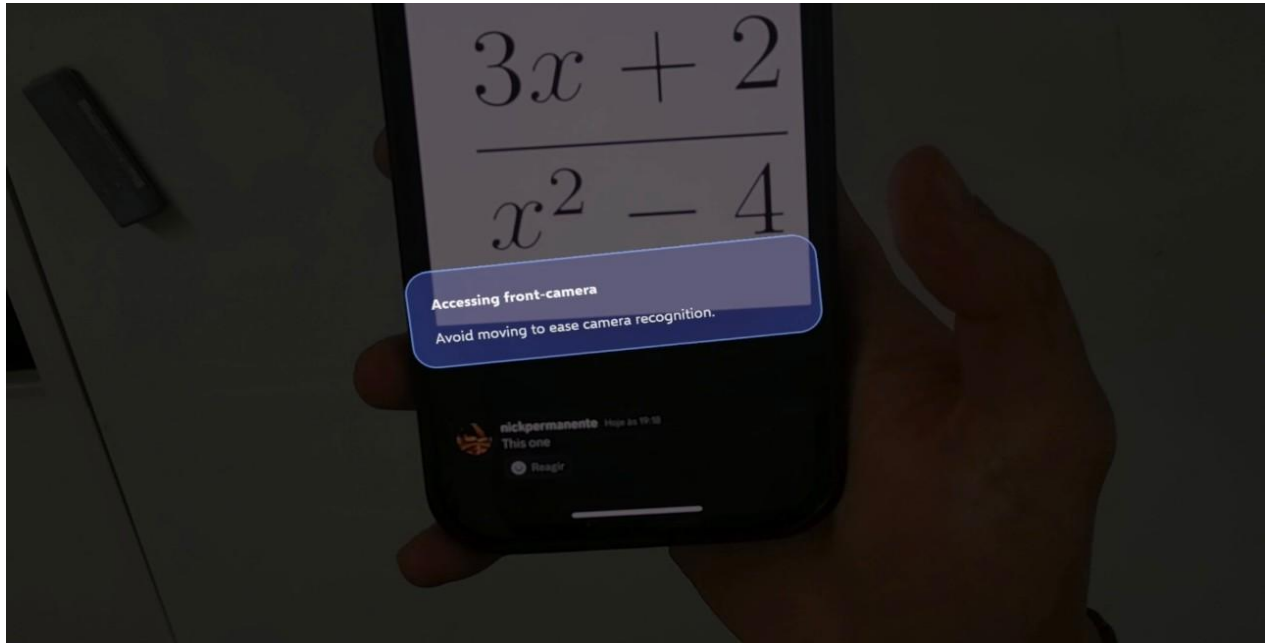 3x + 2
x² − 4
Accessing front-camera
Avoid moving to ease camera recognition.
nickpermanente Hoje às 19:18
This one
Reagir